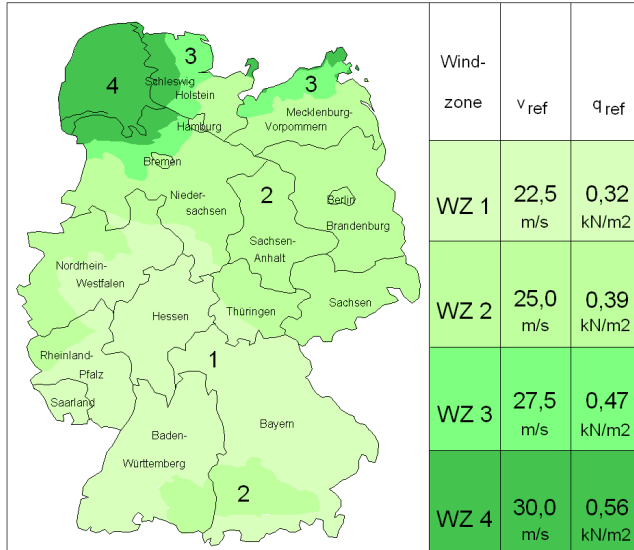 3
4
Schleswig
Holstein
3
Mecklenburg-
Vorpommern
Hamburg
Bremen
Nieder-
sachsen
2
Berlin
Brandenburg
Sachsen-
Anhalt
Nordrhein-
Westfalen
Hessen
Thüringen
Sachsen
Rheinland-
Pfalz
1
Saarland
Bayern
Baden-
Württemberg
2
Wind-
zone v ref q ref
WZ 1 22,5 m/s 0,32 kN/m2
WZ 2 25,0 m/s 0,39 kN/m2
WZ 3 27,5 m/s 0,47 kN/m2
WZ 4 30,0 m/s 0,56 kN/m2